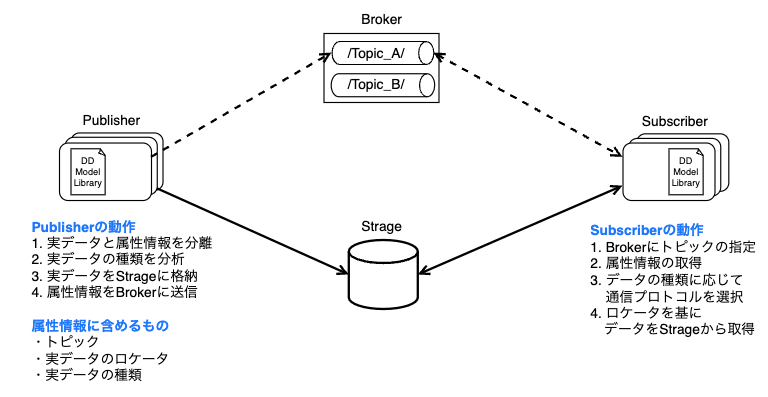 Broker
/Topic_A/
/Topic_B/
Publisher
DD
Model
Library
Subscriber
DD
Model
Library
Strage
Publisherの動作
1. 実データと属性情報を分離
2. 実データの種類を分析
3. 実データをStrageに格納
4. 属性情報をBrokerに送信
属性情報に含めるもの
・トピック
・実データのロケータ
・実データの種類
Subscriberの動作
1. Brokerにトピックの指定
2. 属性情報の取得
3. データの種類に応じて
通信プロトコルを選択
4. ロケータを基に
データをStrageから取得